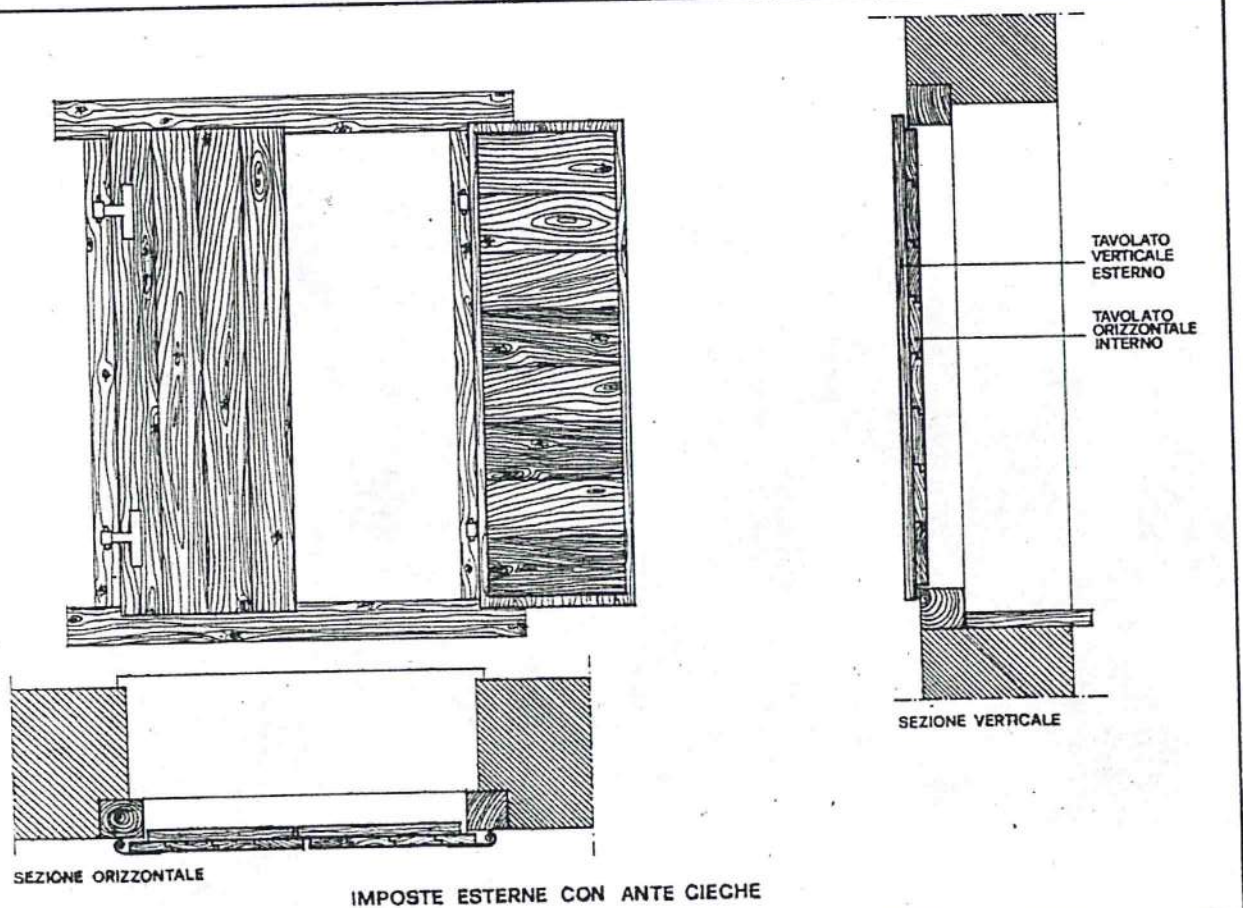 TAVOLATO
VERTICALE
ESTERNO
TAVOLATO
ORIZZONTALE
INTERNO
SEZIONE VERTICALE
SEZIONE ORIZZONTALE
IMPOSTE ESTERNE CON ANTE CIECHE